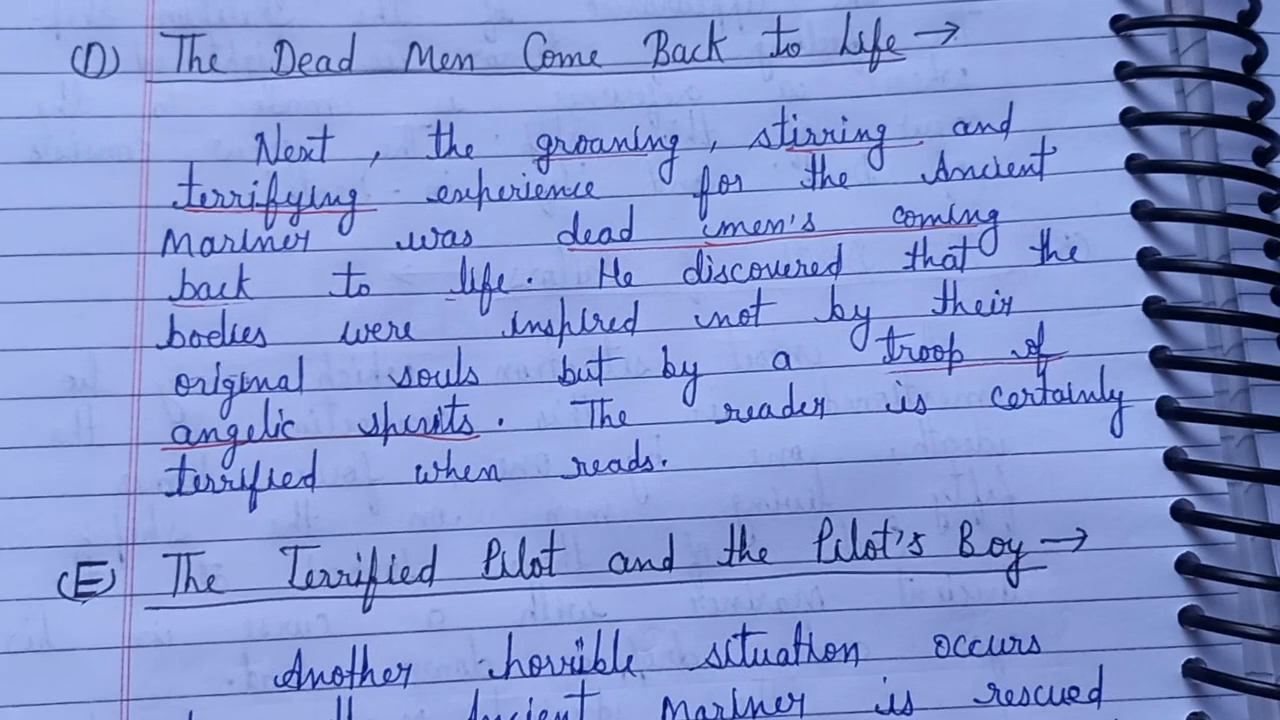 (D) The Dead Men Come Back to Life →
Next, the groaning, stirring and
terrifying experience for the Ancient
Mariner was dead men's coming
back to life. He discovered that the
bodies were inspired not by their
original souls but by a troop of
angelic spirits. The reader is certainly
terrified when reads.
(E) The Terrified Pilot and the Pilot's Boy →
Another horrible situation occurs
Ancient Mariner is rescued